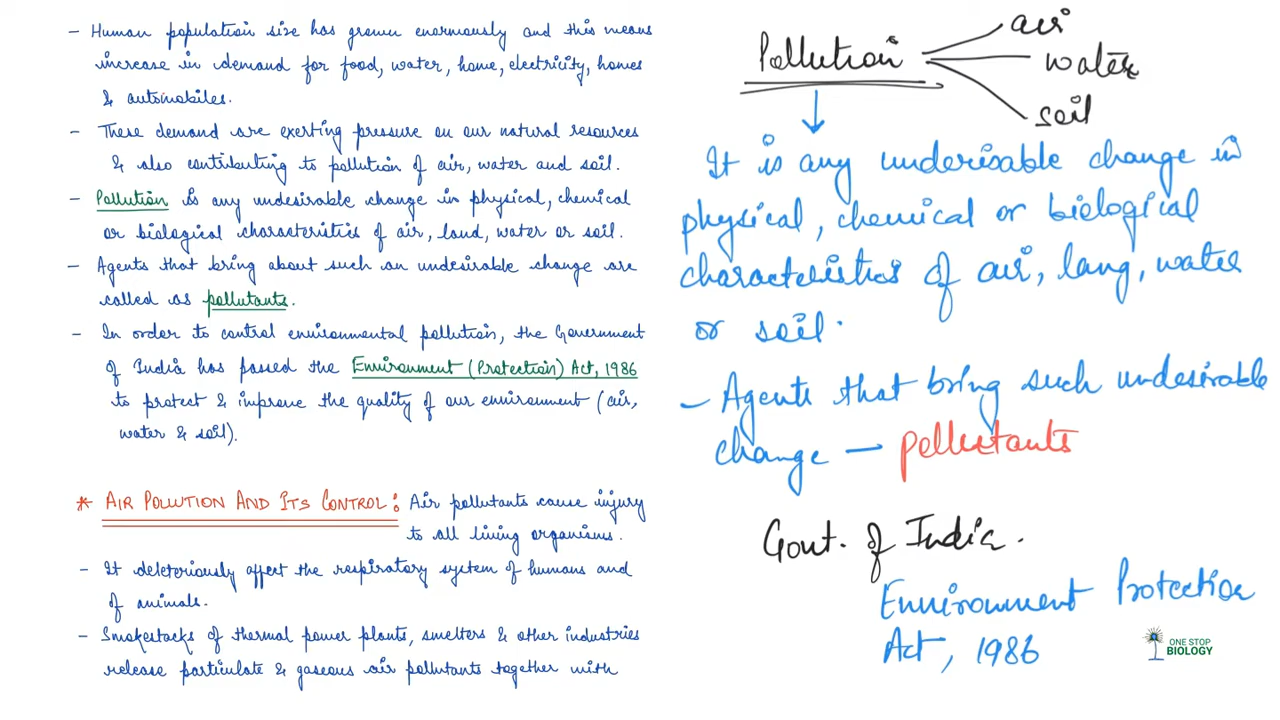 - Human population size has grown enormously and this means
increase in demand for food, water, home, electricity, homes
& automobiles.
- These demand are exerting pressure on our natural resources
& also contributing to pollution of air, water and soil.
- Pollution is any undesirable change in physical, chemical
or biological characteristics of air, land, water or soil.
- Agents that bring about such an undesirable change are
called as pollutants.
- In order to control environmental pollution, the Government
of India has passed the Environment (Protection) Act, 1986
to protect & improve the quality of our environment (air,
water & soil).
* AIR POLLUTION AND ITS CONTROL: Air pollutants cause injury
to all living organisms.
- It deteriously affect the respiratory system of humans and
of animals.
- Smokestacks of thermal power plants, smelters & other industries
release particulate & gaseous air pollutants together with
Pollution
air
water
soil
It is any underisable change in
physical, chemical or biological
characteristics of air, lang, water
or soil.
- Agents that bring such undesirable
change - pollutants
Govt. of India.
Environment Protection
Act, 1986
ONE STOP
BIOLOGY